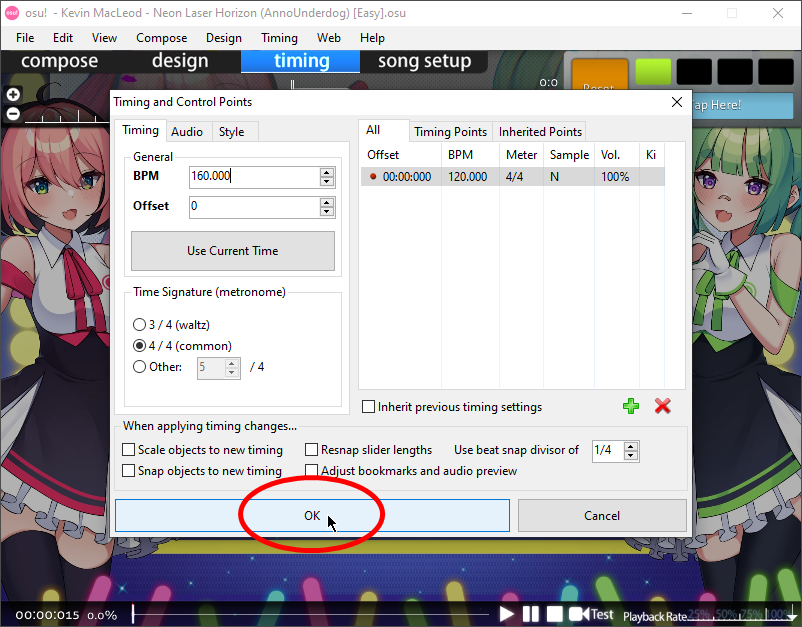 osu! - Kevin MacLeod - Neon Laser Horizon (AnnoUnderdog) [Easy].osu
File Edit View Compose Design Timing Web Help
compose design timing song setup
0:0
Reset
ap Here!
Timing and Control Points
Timing Audio Style
All Timing Points Inherited Points
General
BPM 160.000
Offset 0
Use Current Time
Time Signature (metronome)
3 / 4 (waltz)
4 / 4 (common)
Other: 5 / 4
Offset BPM Meter Sample Vol. Ki
00:00:000 120.000 4/4 N 100%
Inherit previous timing settings
When applying timing changes...
Scale objects to new timing Resnap slider lengths Use beat snap divisor of 1/4
Snap objects to new timing Adjust bookmarks and audio preview
OK Cancel
00:00:015 0.0% Test Playback Rate 25% 50% 75% 100%